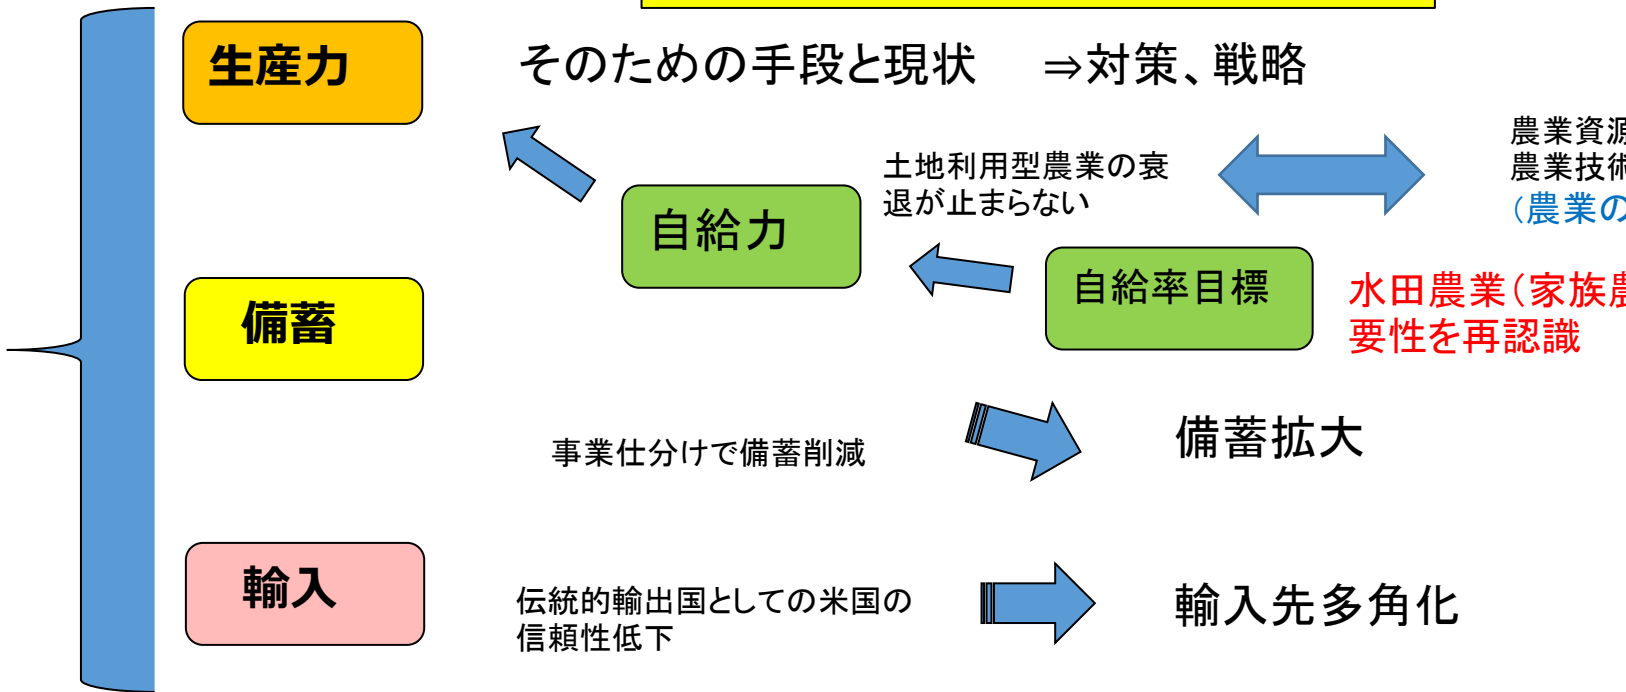 生産力
そのための手段と現状　⇒対策、戦略
農業資源
農業技術
（農業の
土地利用型農業の衰
退が止まらない
自給力
自給率目標
水田農業（家族農
要性を再認識
備蓄
事業仕分けで備蓄削減
備蓄拡大
輸入
伝統的輸出国としての米国の
信頼性低下
輸入先多角化